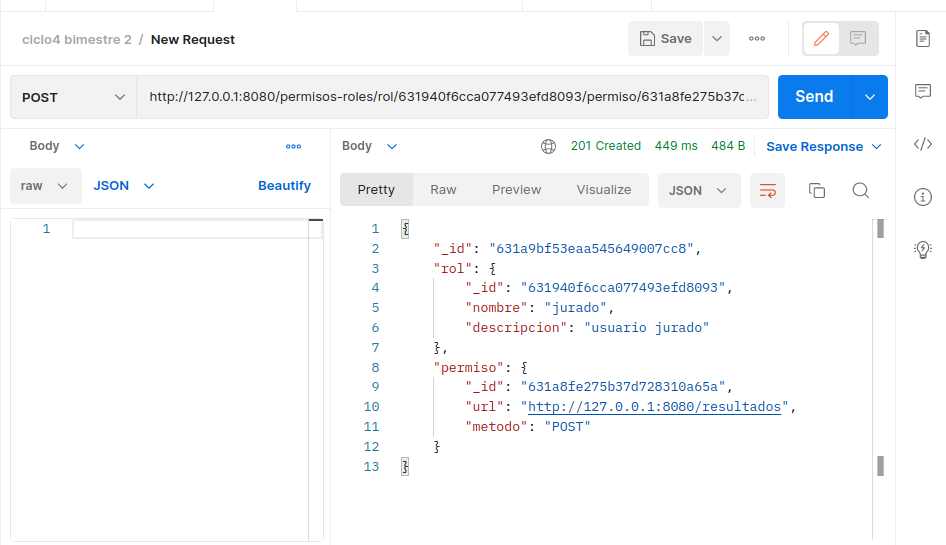 ciclo4 bimestre 2 / New Request
Save
POST
http://127.0.0.1:8080/permisos-roles/rol/631940f6cca077493efd8093/permiso/631a8fe275b37c...
Send
Body
raw
JSON
Beautify
1
Body
201 Created 449 ms 484 B
Save Response
Pretty Raw Preview Visualize
JSON
1 {
2 "_id": "631a9bf53eaa545649007cc8",
3 "rol": {
4 "_id": "631940f6cca077493efd8093",
5 "nombre": "jurado",
6 "descripcion": "usuario jurado"
7 },
8 "permiso": {
9 "_id": "631a8fe275b37d728310a65a",
10 "url": "http://127.0.0.1:8080/resultados",
11 "metodo": "POST"
12 }
13 }